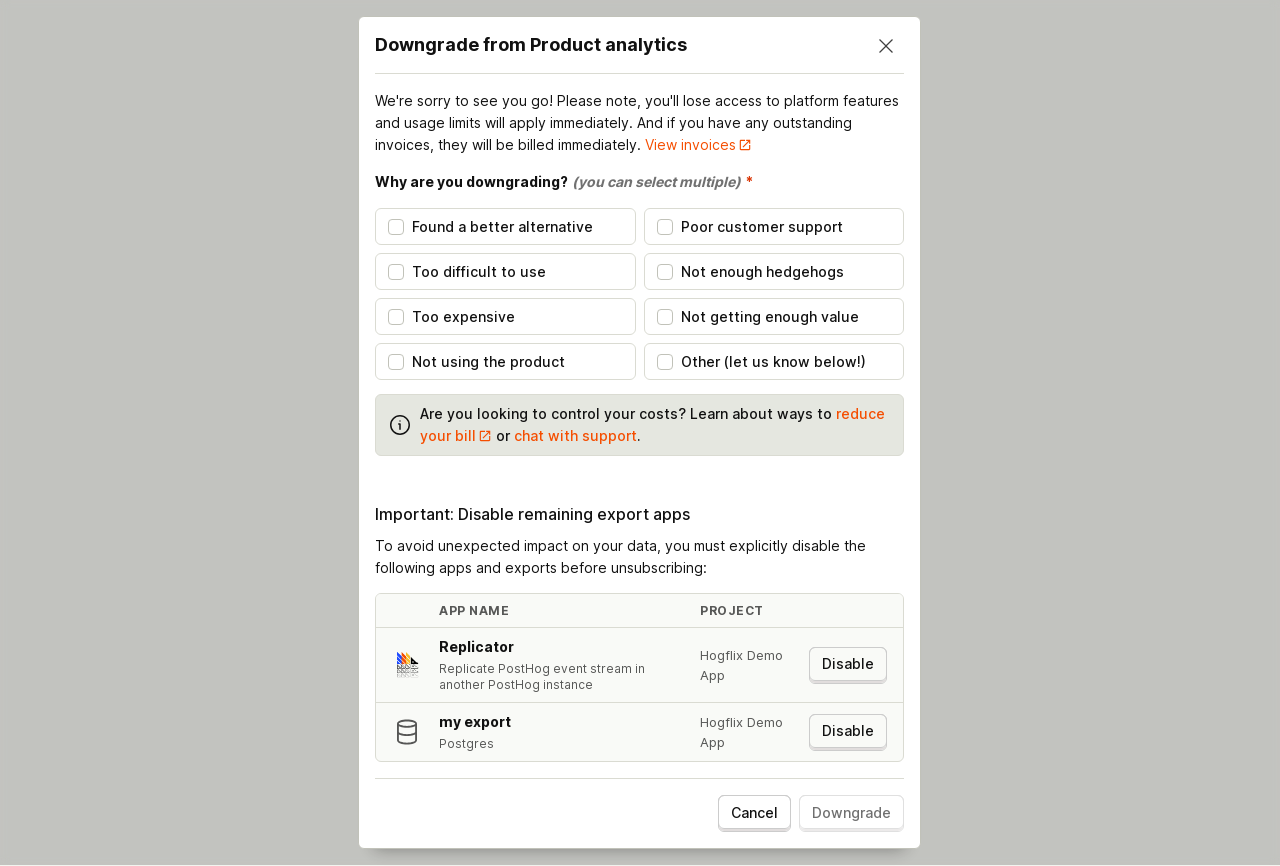 Downgrade from Product analytics
We're sorry to see you go! Please note, you'll lose access to platform features
and usage limits will apply immediately. And if you have any outstanding
invoices, they will be billed immediately. View invoices
Why are you downgrading? (you can select multiple) *
Found a better alternative
Poor customer support
Too difficult to use
Not enough hedgehogs
Too expensive
Not getting enough value
Not using the product
Other (let us know below!)
Are you looking to control your costs? Learn about ways to reduce
your bill or chat with support.
Important: Disable remaining export apps
To avoid unexpected impact on your data, you must explicitly disable the
following apps and exports before unsubscribing:
APP NAME
PROJECT
Replicator
Replicate PostHog event stream in
another PostHog instance
Hogflix Demo
App
Disable
my export
Postgres
Hogflix Demo
App
Disable
Cancel
Downgrade